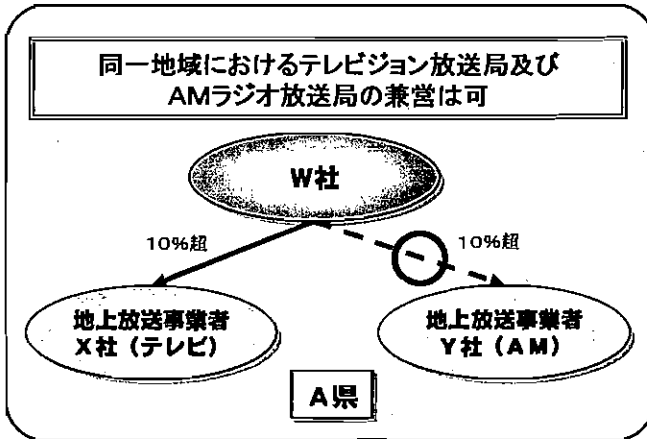 同一地域におけるテレビジョン放送局及び
AMラジオ放送局の兼営は可
W社
10%超
10%超
地上放送事業者
X社（テレビ）
地上放送事業者
Y社（AM）
A県